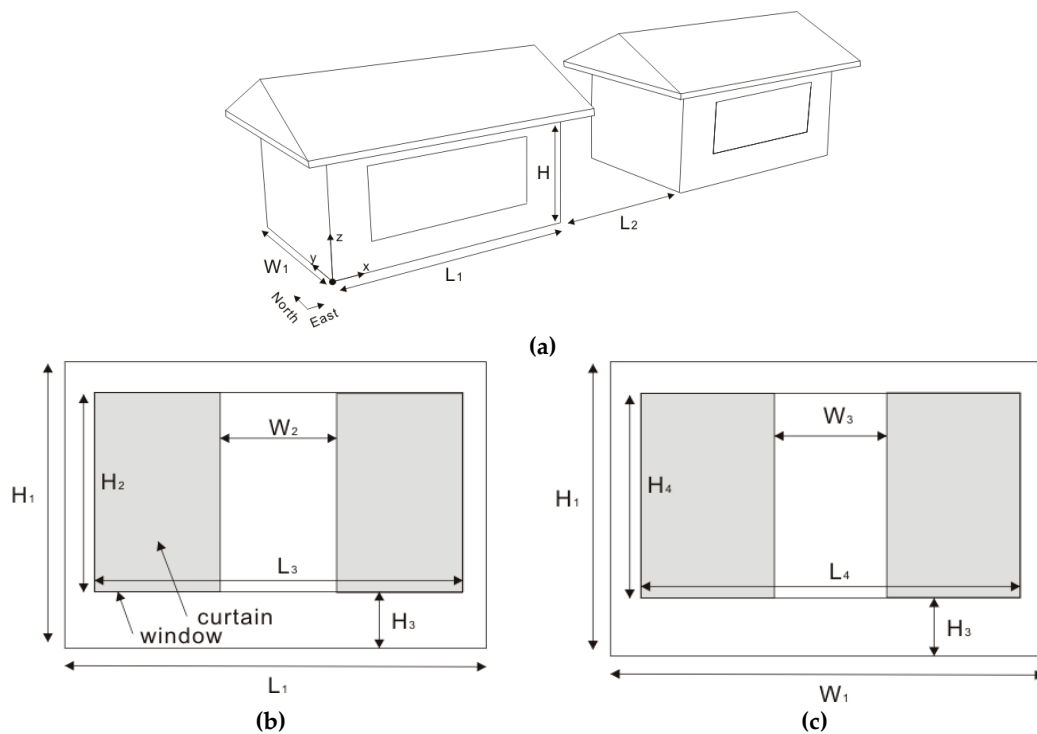 H
L2
z
y
x
W1
L1
North
East
(a)
W2
H2
H1
L3
H3
curtain
window
L1
(b)
W3
H4
H1
L4
H3
W1
(c)